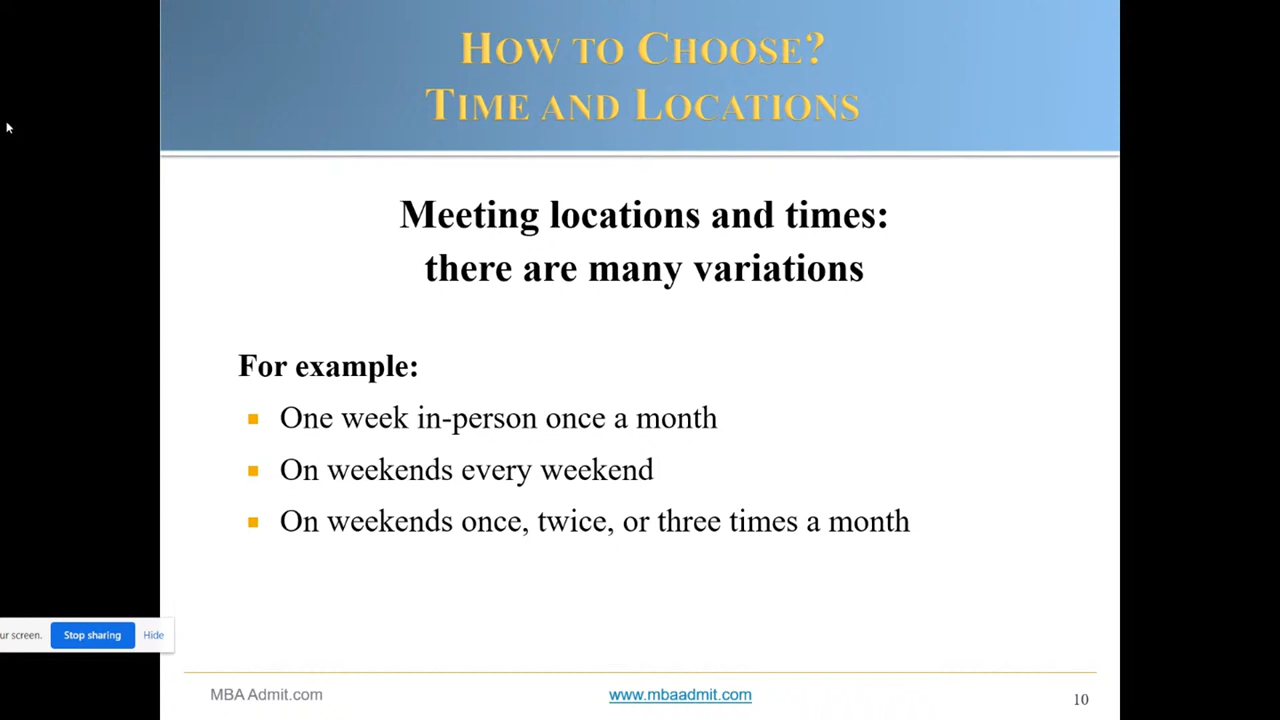 How to Choose?
Time and Locations
Meeting locations and times:
there are many variations
For example:
One week in-person once a month
On weekends every weekend
On weekends once, twice, or three times a month
ur screen. Stop sharing Hide
MBA Admit.com www.mbaadmit.com 10